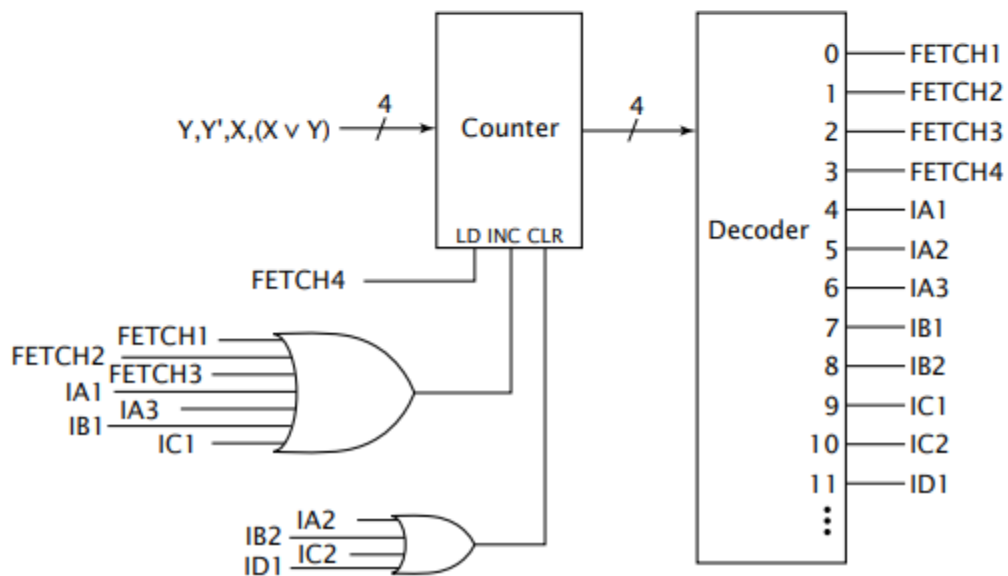 Y,Y',X,(X ∨ Y)
4
Counter
LD INC CLR
4
Decoder
0 FETCH1
1 FETCH2
2 FETCH3
3 FETCH4
4 IA1
5 IA2
6 IA3
7 IB1
8 IB2
9 IC1
10 IC2
11 ID1
FETCH4
FETCH1
FETCH2
FETCH3
IA1
IA3
IB1
IC1
IA2
IB2
IC2
ID1